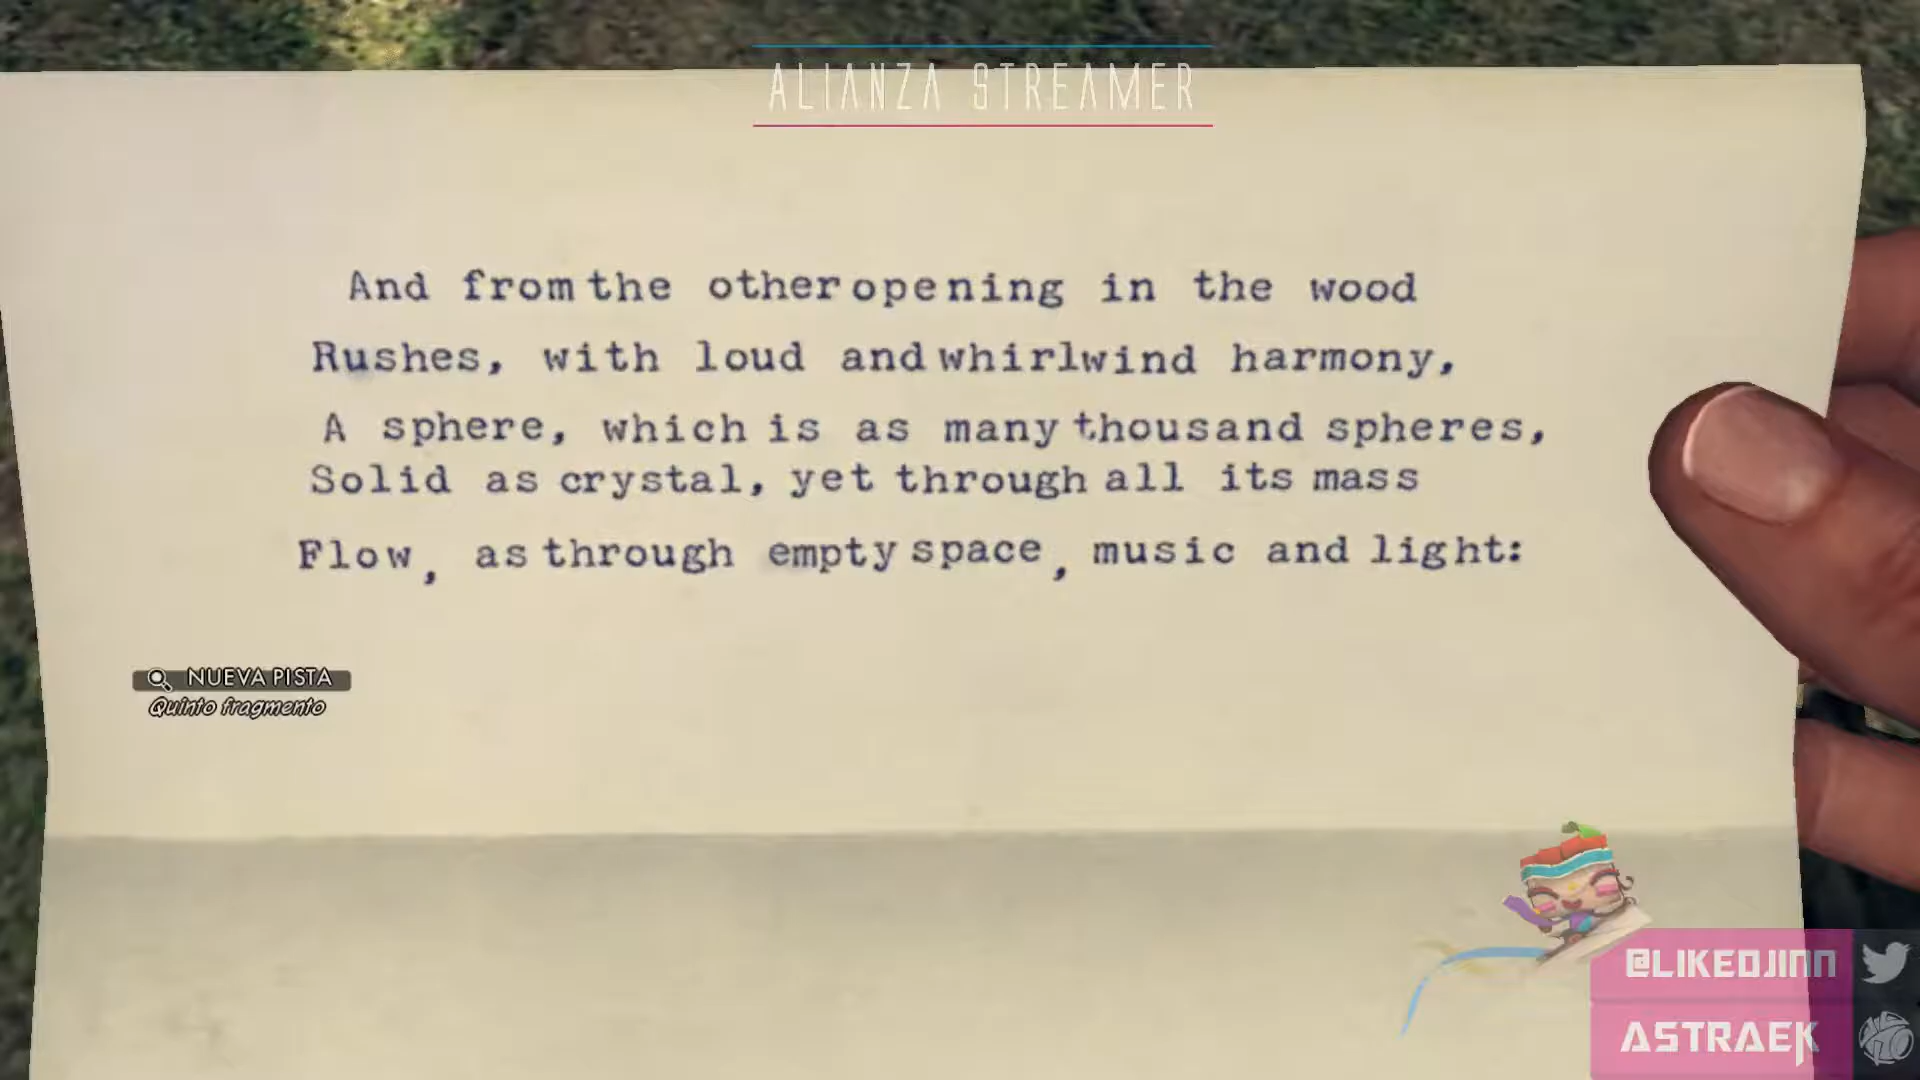 ALIANZA STREAMER
And from the other opening in the wood
Rushes, with loud and whirlwind harmony,
A sphere, which is as many thousand spheres,
Solid as crystal, yet through all its mass
Flow, as through empty space, music and light:
NUEVA PISTA
Quinto fragmento
@LIKEDJINN
ASTRAEK